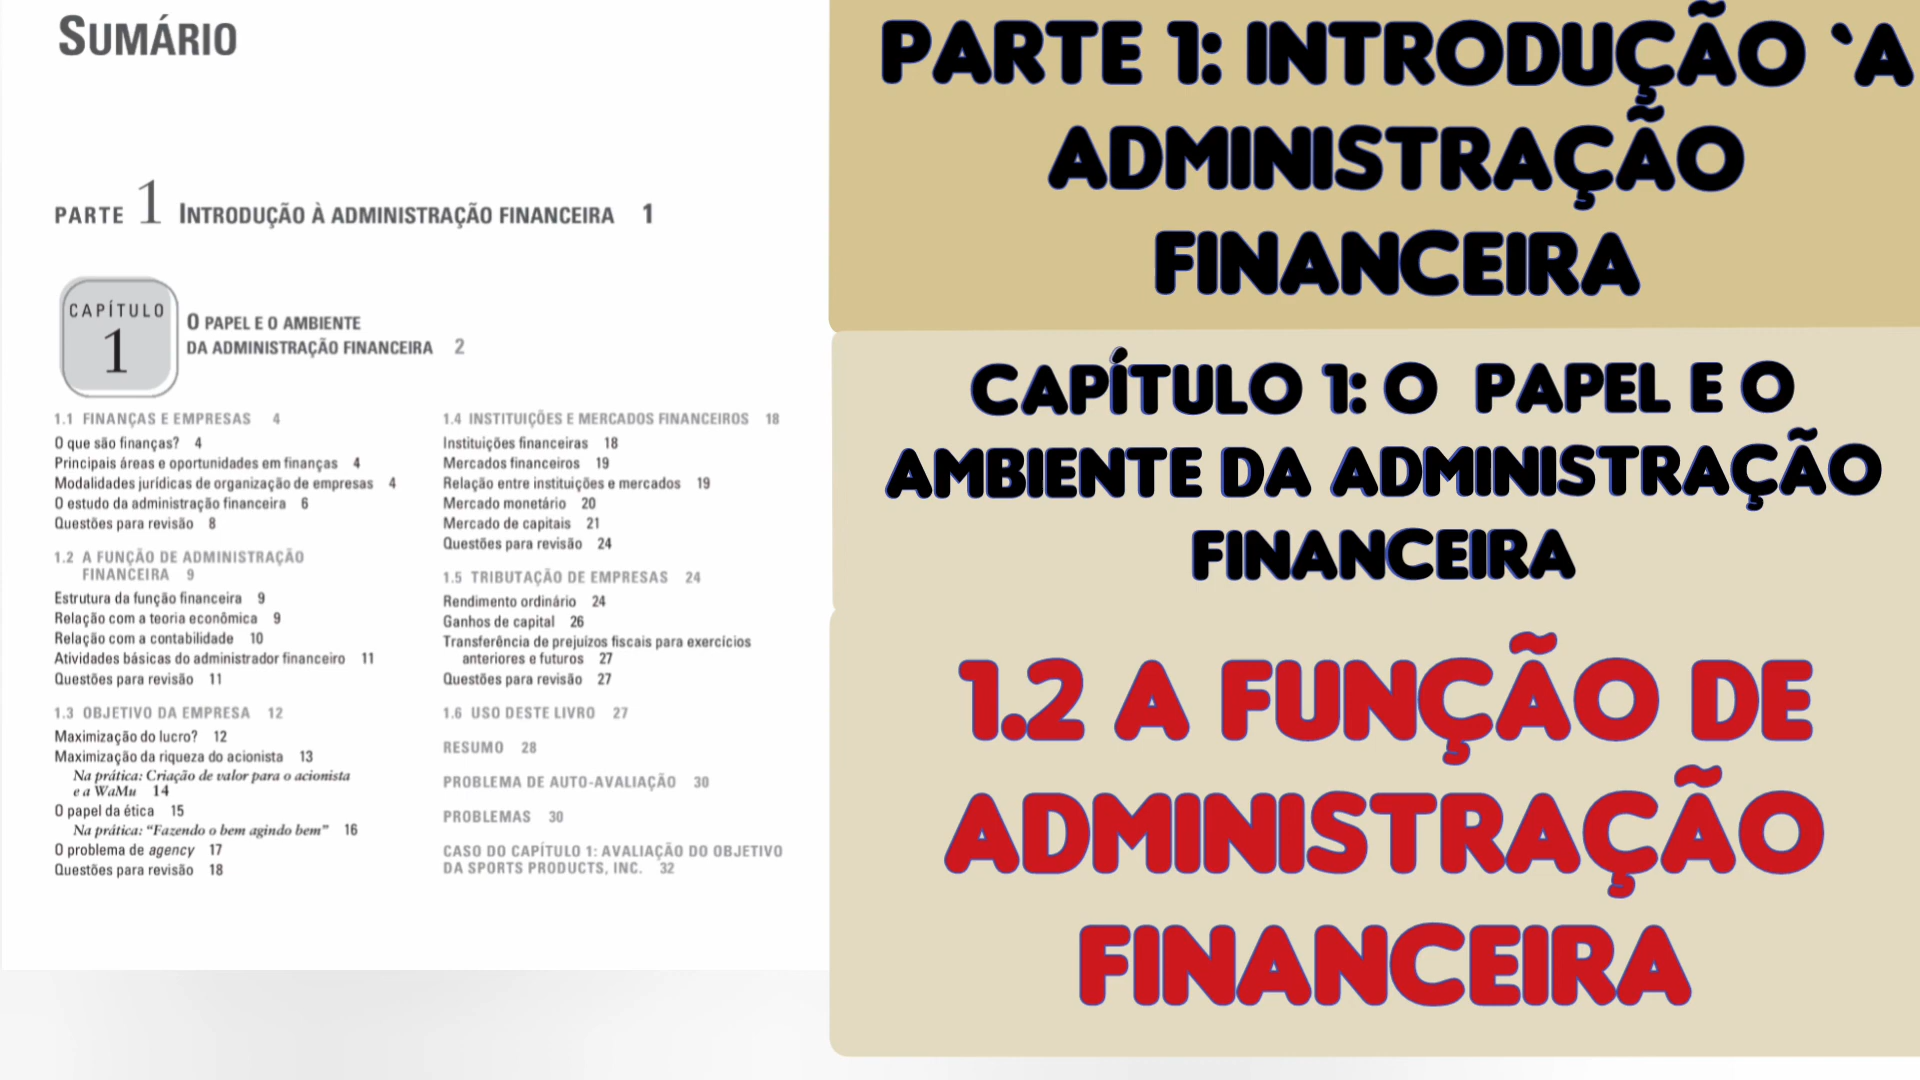 SUMÁRIO
PARTE 1 INTRODUÇÃO À ADMINISTRAÇÃO FINANCEIRA 1
CAPÍTULO
1
O PAPEL E O AMBIENTE
DA ADMINISTRAÇÃO FINANCEIRA 2
1.1 FINANÇAS E EMPRESAS 4
O que são finanças? 4
Principais áreas e oportunidades em finanças 4
Modalidades jurídicas de organização de empresas 4
O estudo da administração financeira 6
Questões para revisão 8
1.2 A FUNÇÃO DE ADMINISTRAÇÃO
FINANCEIRA 9
Estrutura da função financeira 9
Relação com a teoria econômica 9
Relação com a contabilidade 10
Atividades básicas do administrador financeiro 11
Questões para revisão 11
1.3 OBJETIVO DA EMPRESA 12
Maximização do lucro? 12
Maximização da riqueza do acionista 13
Na prática: Criação de valor para o acionista
e a WaMu 14
O papel da ética 15
Na prática: “Fazendo o bem agindo bem” 16
O problema de agency 17
Questões para revisão 18
1.4 INSTITUIÇÕES E MERCADOS FINANCEIROS 18
Instituições financeiras 18
Mercados financeiros 19
Relação entre instituições e mercados 19
Mercado monetário 20
Mercado de capitais 21
Questões para revisão 24
1.5 TRIBUTAÇÃO DE EMPRESAS 24
Rendimento ordinário 24
Ganhos de capital 26
Transferência de prejuízos fiscais para exercícios
anteriores e futuros 27
Questões para revisão 27
1.6 USO DESTE LIVRO 27
RESUMO 28
PROBLEMA DE AUTO-AVALIAÇÃO 30
PROBLEMAS 30
CASO DO CAPÍTULO 1: AVALIAÇÃO DO OBJETIVO
DA SPORTS PRODUCTS, INC. 32
PARTE 1: INTRODUÇÃO `A
ADMINISTRAÇÃO
FINANCEIRA
CAPÍTULO 1: O PAPEL E O
AMBIENTE DA ADMINISTRAÇÃO
FINANCEIRA
1.2 A FUNÇÃO DE
ADMINISTRAÇÃO
FINANCEIRA